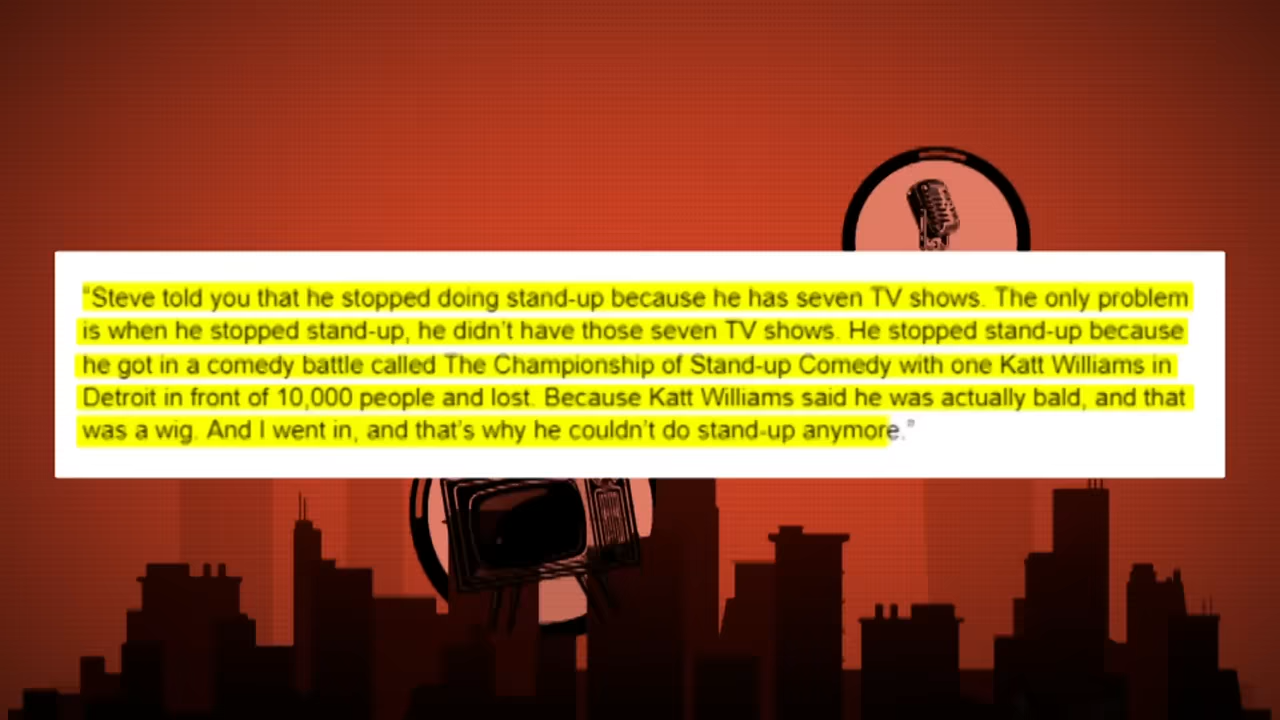 "Steve told you that he stopped doing stand-up because he has seven TV shows. The only problem
is when he stopped stand-up, he didn't have those seven TV shows. He stopped stand-up because
he got in a comedy battle called The Championship of Stand-up Comedy with one Katt Williams in
Detroit in front of 10,000 people and lost. Because Katt Williams said he was actually bald, and that
was a wig. And I went in, and that's why he couldn't do stand-up anymore."